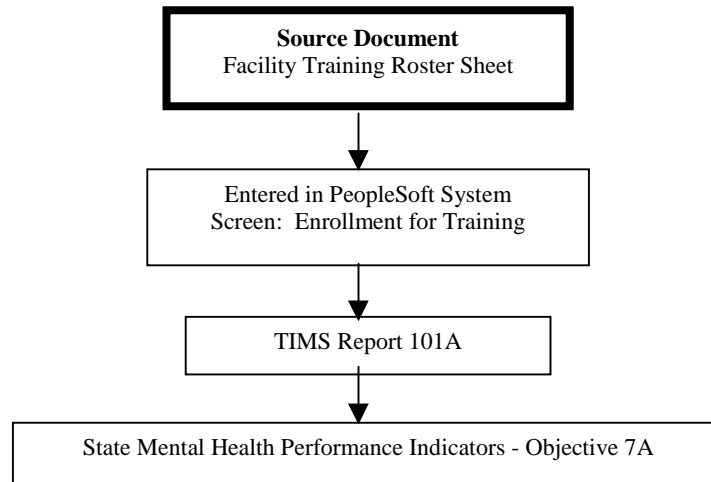 Source Document
Facility Training Roster Sheet
Entered in PeopleSoft System
Screen:  Enrollment for Training
TIMS Report 101A
State Mental Health Performance Indicators - Objective 7A